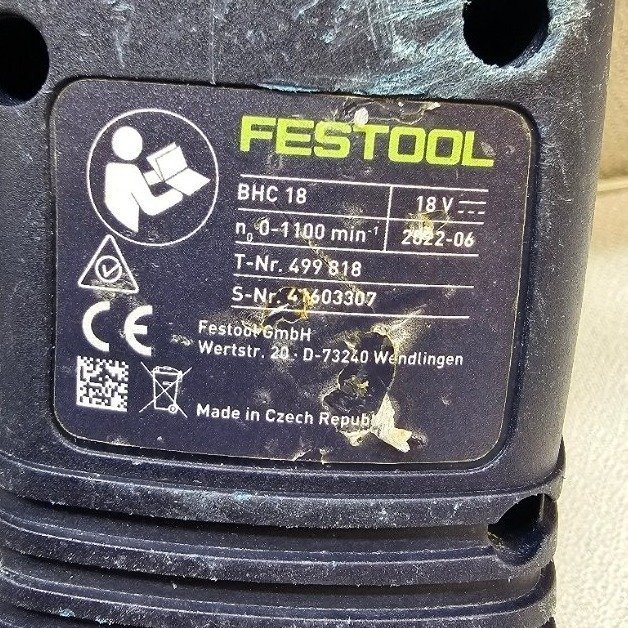 FESTOOL
BHC 18 18 V
n₀ 0-1100 min⁻¹ 2022-06
T-Nr. 499 818
S-Nr. 41603307
Festool GmbH
Wertstr. 20 · D-73240 Wendlingen
CE
Made in Czech